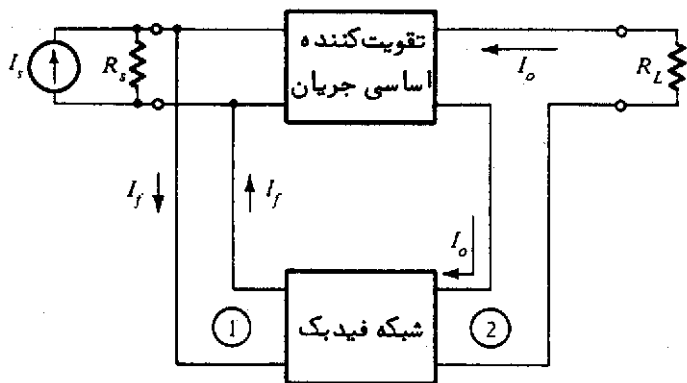 تقویت‌کننده
اساسی جریان
I_s
R_s
I_o
R_L
I_f
I_f
I_o
1
شبکه فیدبک
2